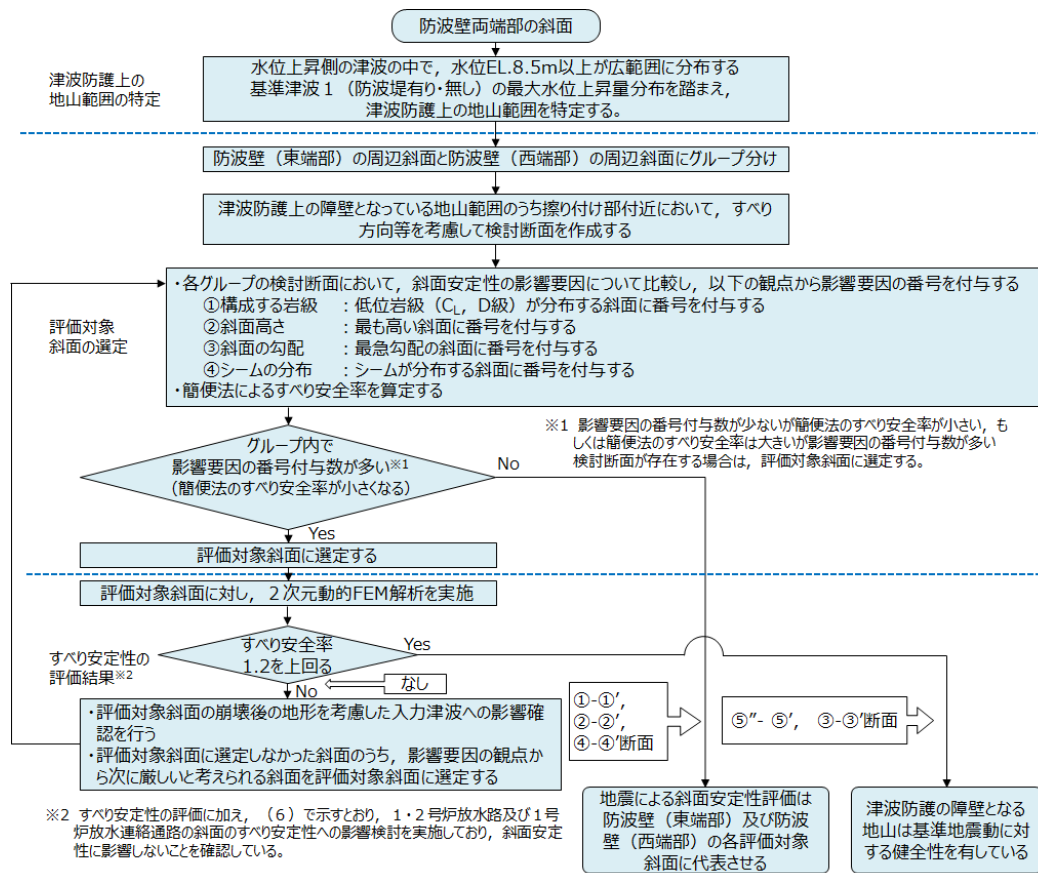 防波壁両端部の斜面
津波防護上の
地山範囲の特定
水位上昇側の津波の中で，水位EL.8.5m以上が広範囲に分布する
基準津波１（防波堤有り・無し）の最大水位上昇量分布を踏まえ，
津波防護上の地山範囲を特定する。
防波壁（東端部）の周辺斜面と防波壁（西端部）の周辺斜面にグループ分け
津波防護上の障壁となっている地山範囲のうち擦り付け部付近において，すべり
方向等を考慮して検討断面を作成する
評価対象
斜面の選定
・各グループの検討断面において，斜面安定性の影響要因について比較し，以下の観点から影響要因の番号を付与する
①構成する岩級　：低位岩級（CL，D級）が分布する斜面に番号を付与する
②斜面高さ　：最も高い斜面に番号を付与する
③斜面の勾配　：最急勾配の斜面に番号を付与する
④シームの分布　：シームが分布する斜面に番号を付与する
・簡便法によるすべり安全率を算定する
※1 影響要因の番号付与数が少ないが簡便法のすべり安全率が小さい，も
しくは簡便法のすべり安全率は大きいが影響要因の番号付与数が多い
検討断面が存在する場合は，評価対象斜面に選定する。
グループ内で
影響要因の番号付与数が多い※1
（簡便法のすべり安全率が小さくなる）
No
Yes
評価対象斜面に選定する
評価対象斜面に対し，２次元動的FEM解析を実施
すべり安定性の
評価結果※2
すべり安全率
1.2を上回る
Yes
No
なし
・評価対象斜面の崩壊後の地形を考慮した入力津波への影響確
認を行う
・評価対象斜面に選定しなかった斜面のうち，影響要因の観点か
ら次に厳しいと考えられる斜面を評価対象斜面に選定する
①-①′，
②-②′，
④-④′断面
⑤″- ⑤′，③-③′断面
※2 すべり安定性の評価に加え，（6）で示すとおり，1・2号炉放水路及び1号
炉放水連絡通路の斜面のすべり安定性への影響検討を実施しており，斜面安定
性に影響しないことを確認している。
地震による斜面安定性評価は
防波壁（東端部）及び防波
壁（西端部）の各評価対象
斜面に代表させる
津波防護の障壁となる
地山は基準地震動に対
する健全性を有している